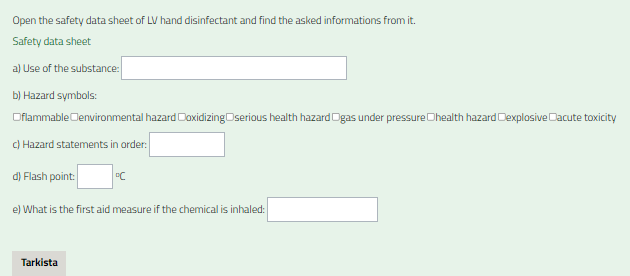 Open the safety data sheet of LV hand disinfectant and find the asked informations from it.
Safety data sheet
a) Use of the substance:
b) Hazard symbols:
flammable environmental hazard oxidizing serious health hazard gas under pressure health hazard explosive acute toxicity
c) Hazard statements in order:
d) Flash point: °C
e) What is the first aid measure if the chemical is inhaled:
Tarkista